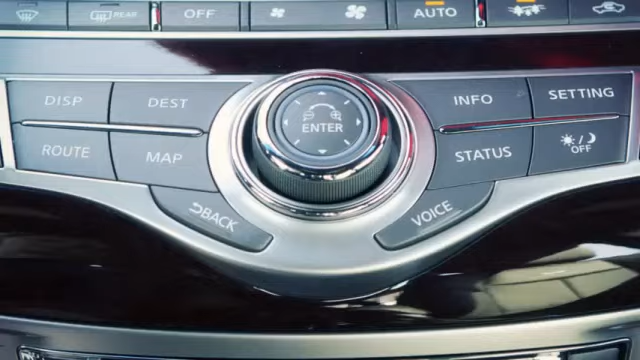 REAR OFF AUTO
DISP DEST INFO SETTING
ENTER
ROUTE MAP STATUS OFF
BACK VOICE